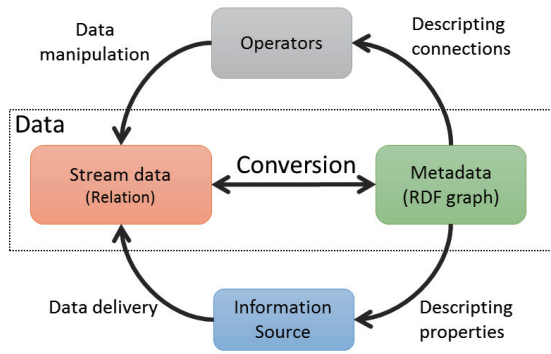 Data
manipulation
Operators
Descripting
connections
Data
Stream data
(Relation)
Conversion
Metadata
(RDF graph)
Data delivery
Information
Source
Descripting
properties